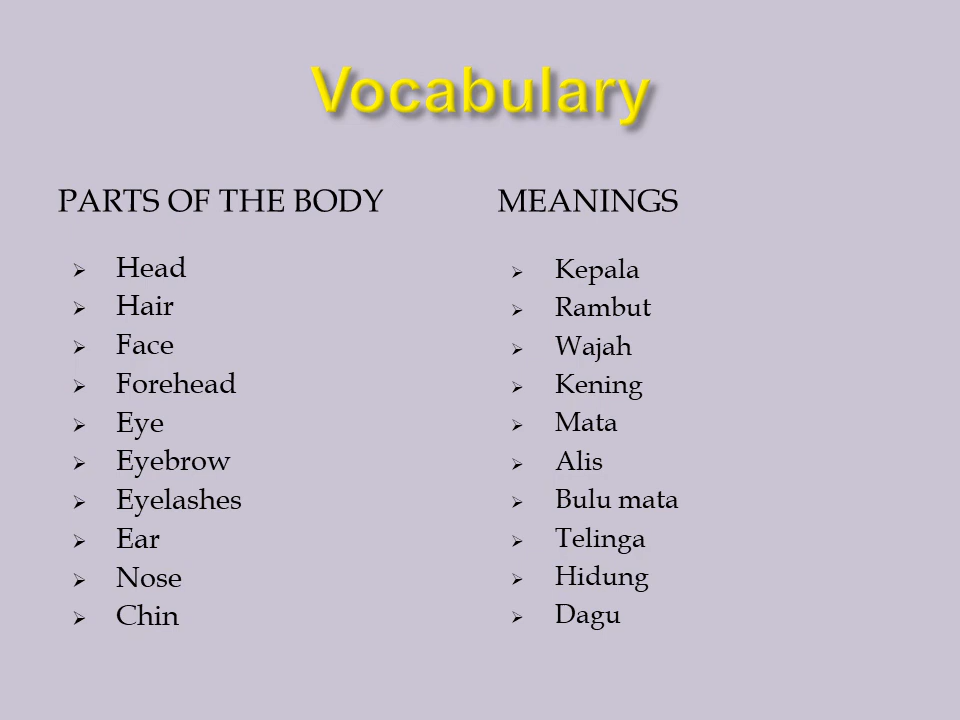 Vocabulary
PARTS OF THE BODY
Head
Hair
Face
Forehead
Eye
Eyebrow
Eyelashes
Ear
Nose
Chin
MEANINGS
Kepala
Rambut
Wajah
Kening
Mata
Alis
Bulu mata
Telinga
Hidung
Dagu